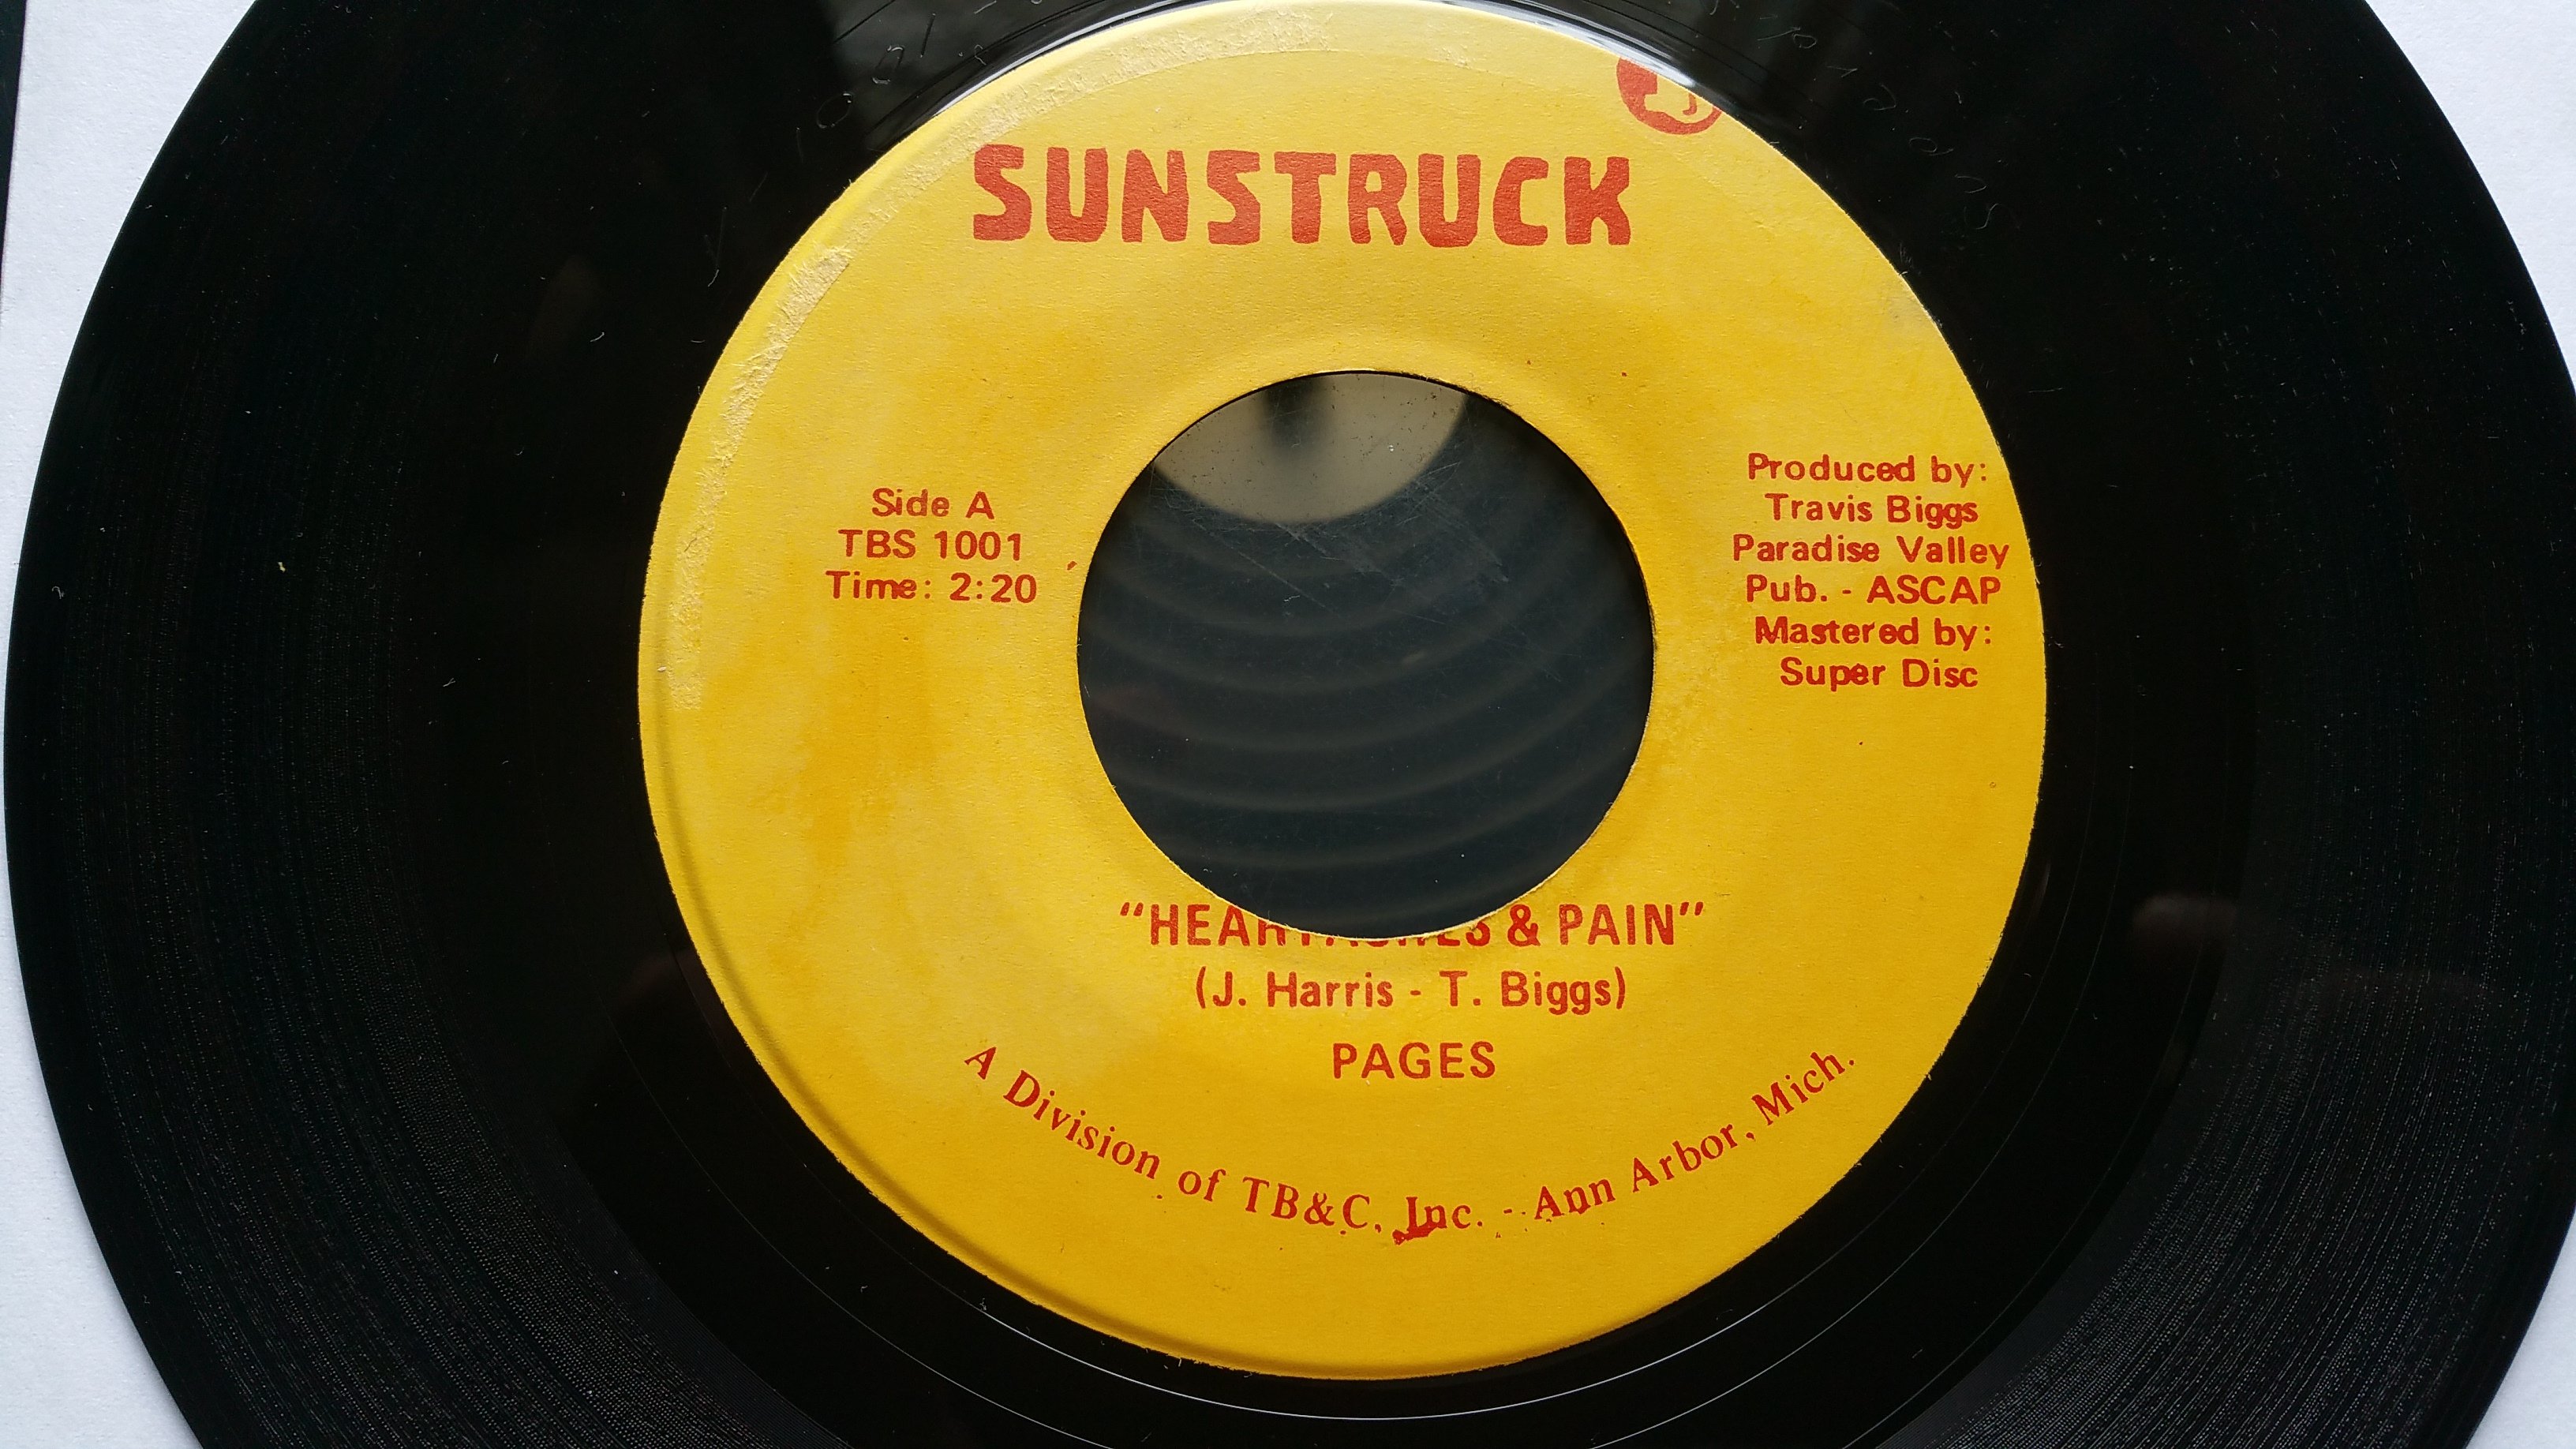 SUNSTRUCK
Side A
TBS 1001
Time: 2:20
Produced by:
Travis Biggs
Paradise Valley
Pub. - ASCAP
Mastered by:
Super Disc
"HEARTACHES & PAIN"
(J. Harris - T. Biggs)
PAGES
A Division of TB&C, Inc. - Ann Arbor, Mich.